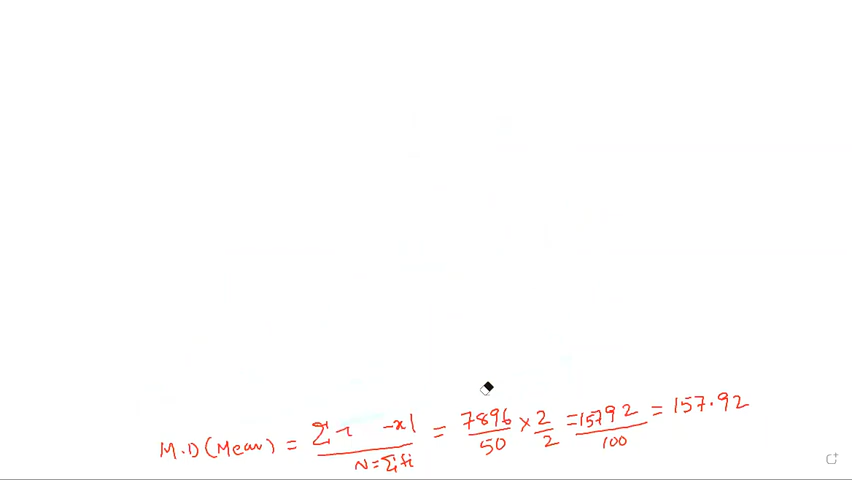 M.D (Mean) = Σ -x| / N = Σfi = 7896/50 × 2/2 = 15792/100 = 157.92